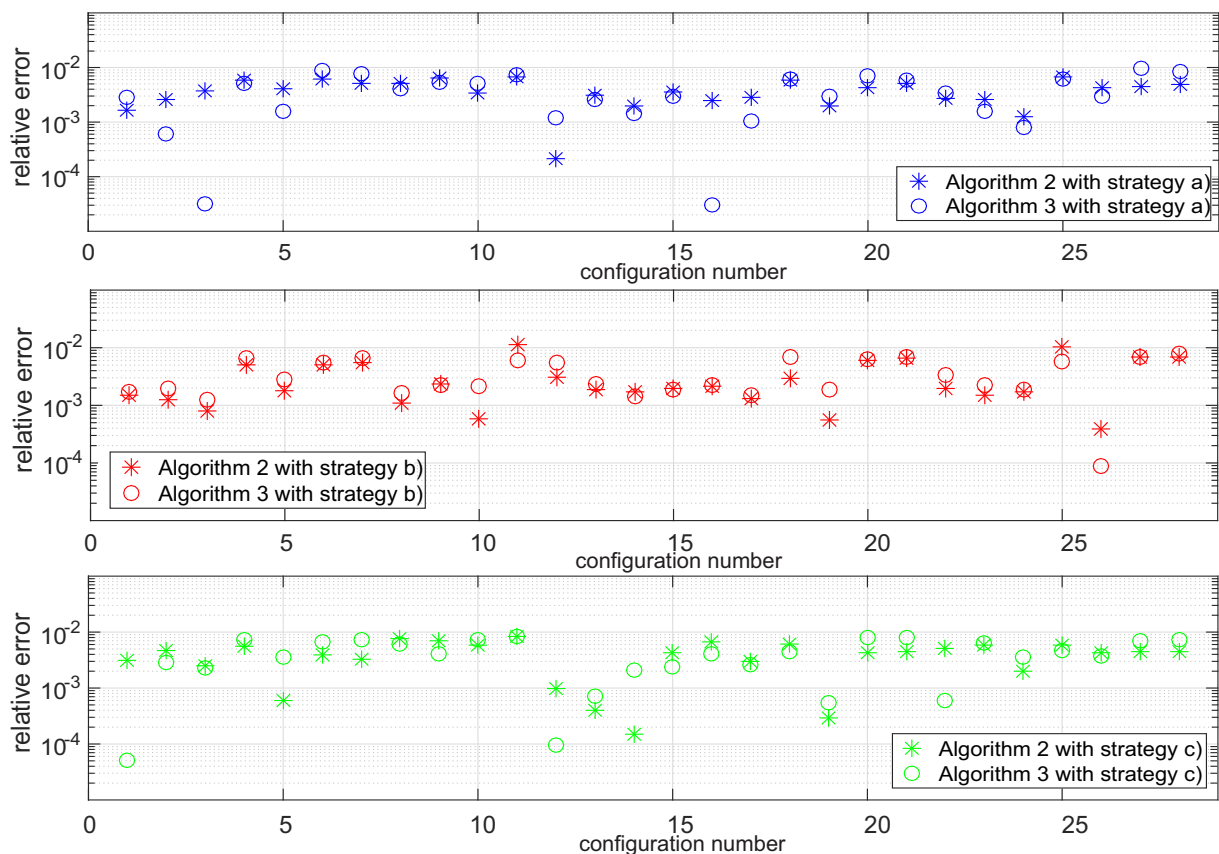 relative error
10^-2
10^-3
10^-4
Algorithm 2 with strategy a)
Algorithm 3 with strategy a)
0 5 10 15 20 25
configuration number
relative error
10^-2
10^-3
10^-4
Algorithm 2 with strategy b)
Algorithm 3 with strategy b)
0 5 10 15 20 25
configuration number
relative error
10^-2
10^-3
10^-4
Algorithm 2 with strategy c)
Algorithm 3 with strategy c)
0 5 10 15 20 25
configuration number